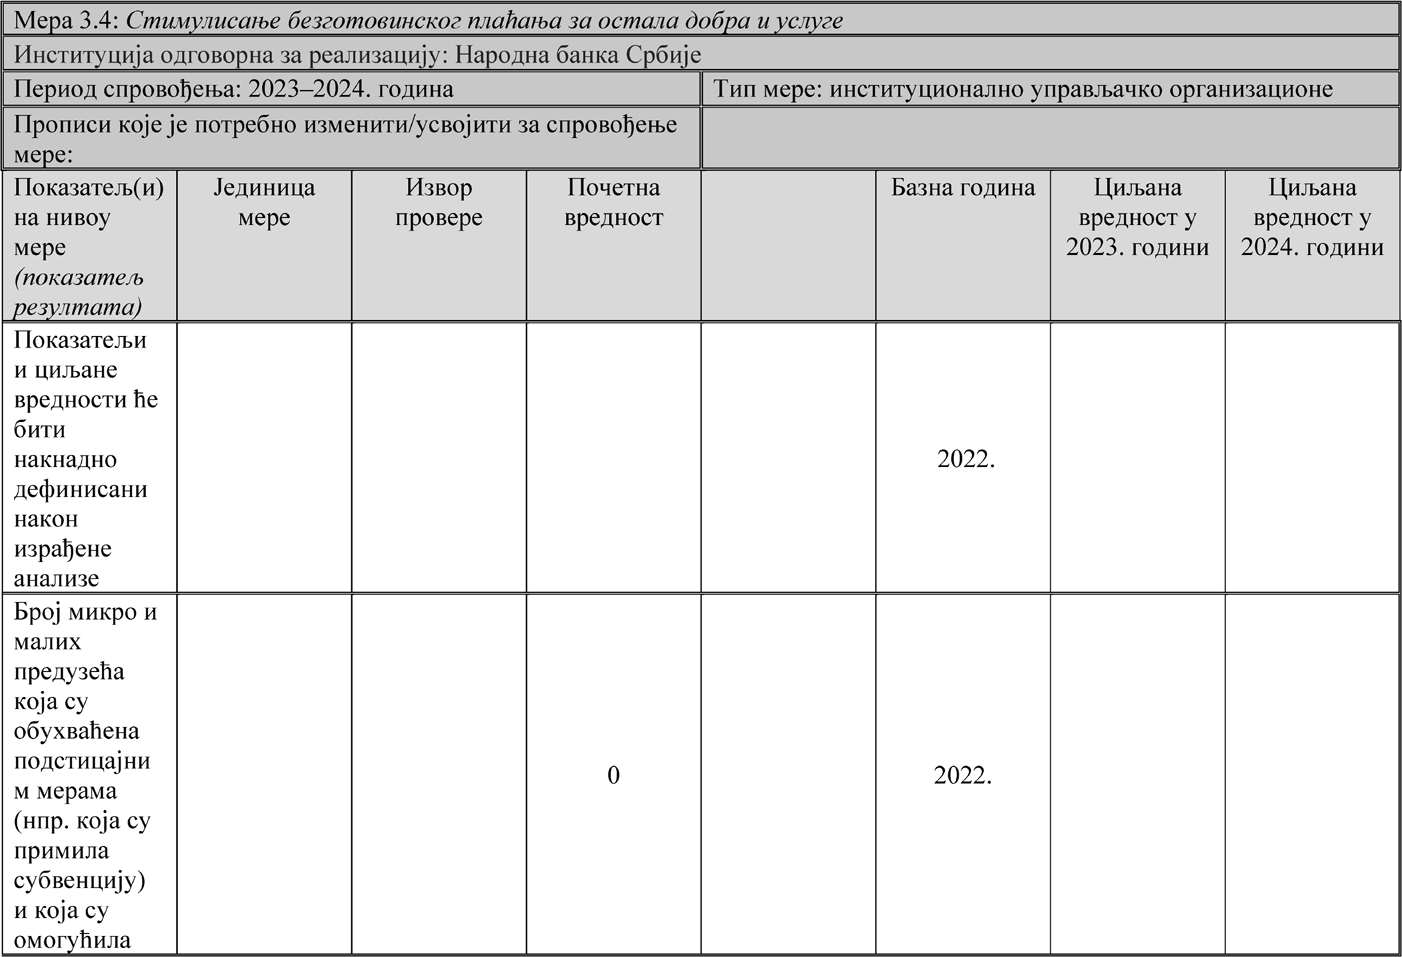 Мера 3.4: Стимулисање безготовинског плаћања за остала добра и услуге
Институција одговорна за реализацију: Народна банка Србије
Период спровођења: 2023–2024. година
Тип мере: институционално управљачко организационе
Прописи које је потребно изменити/усвојити за спровођење
мере:
Показатељ(и)
на нивоу
мере
(показатељ
резултата)
Јединица
мере
Извор
провере
Почетна
вредност
Базна година
Циљана
вредност у
2023. години
Циљана
вредност у
2024. години
Показатељи
и циљане
вредности ће
бити
накнадно
дефинисани
након
израђене
анализе
2022.
Број микро и
малих
предузећа
која су
обухваћена
подстицајни
м мерама
(нпр. која су
примила
субвенцију)
и која су
омогућила
0
2022.